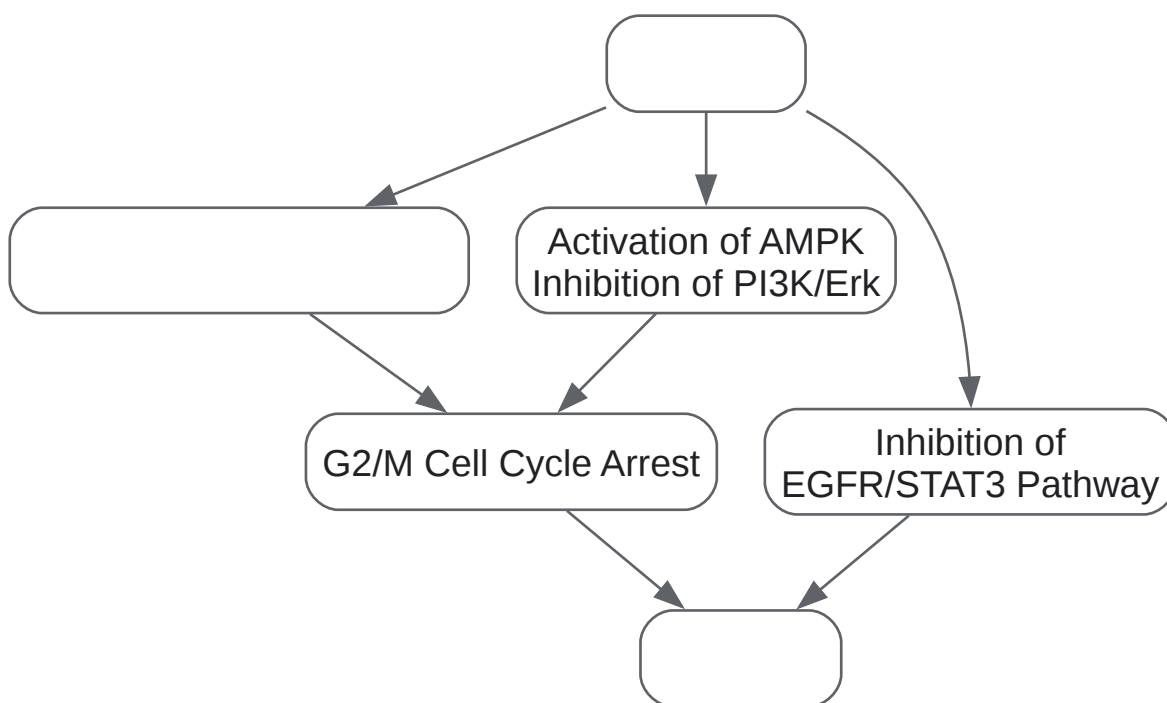 Activation of AMPK
Inhibition of PI3K/Erk
G2/M Cell Cycle Arrest
Inhibition of
EGFR/STAT3 Pathway